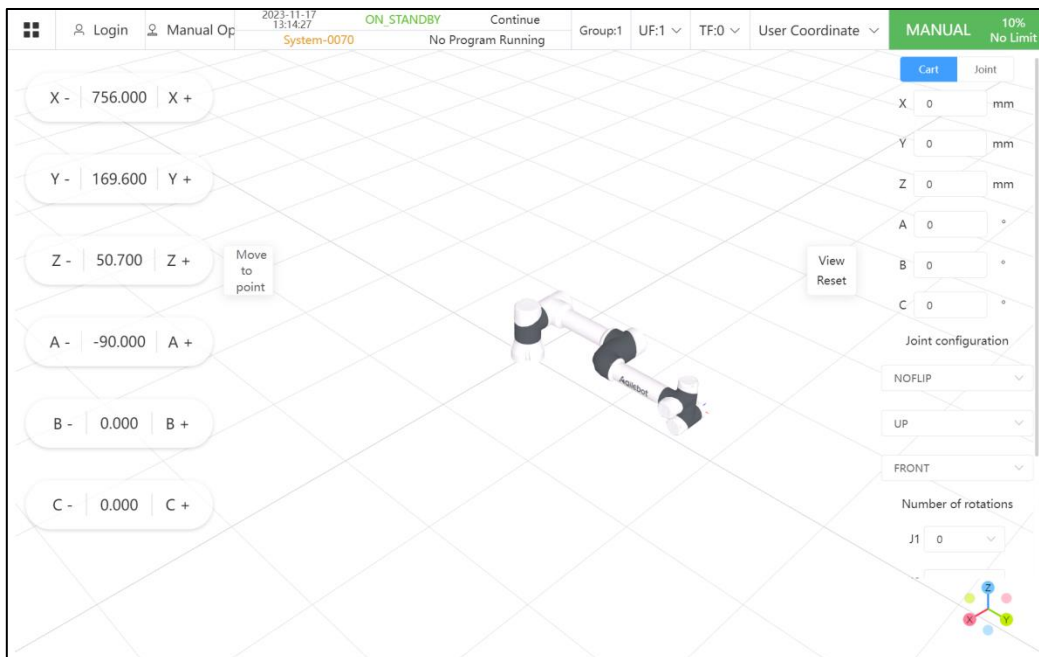 Login
Manual Op
2023-11-17
13:14:27
System-0070
ON_STANDBY
Continue
No Program Running
Group:1
UF:1
TF:0
User Coordinate
MANUAL
10%
No Limit
X - 756.000 X +
Y - 169.600 Y +
Z - 50.700 Z +
A - -90.000 A +
B - 0.000 B +
C - 0.000 C +
Move
to
point
Agilebot
View
Reset
Cart Joint
X 0 mm
Y 0 mm
Z 0 mm
A 0 °
B 0 °
C 0 °
Joint configuration
NOFLIP
UP
FRONT
Number of rotations
J1 0
Z
X
Y